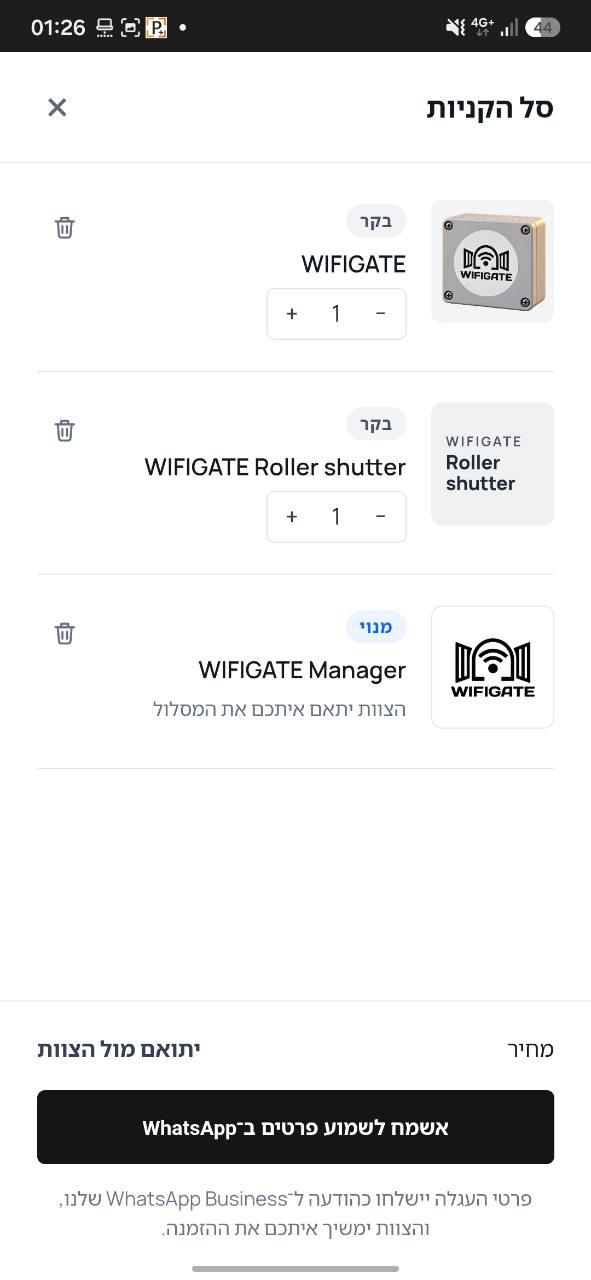 01:26
4G+
44
סל הקניות
בקר
WIFIGATE
WIFIGATE
+ 1 −
בקר
WIFIGATE
Roller
shutter
WIFIGATE Roller shutter
+ 1 −
מנוי
WIFIGATE
WIFIGATE Manager
הצוות יתאם איתכם את המסלול
מחיר
יתואם מול הצוות
אשמח לשמוע פרטים ב־WhatsApp
פרטי העגלה יישלחו כהודעה ל־WhatsApp Business שלנו,
והצוות ימשיך איתכם את ההזמנה.